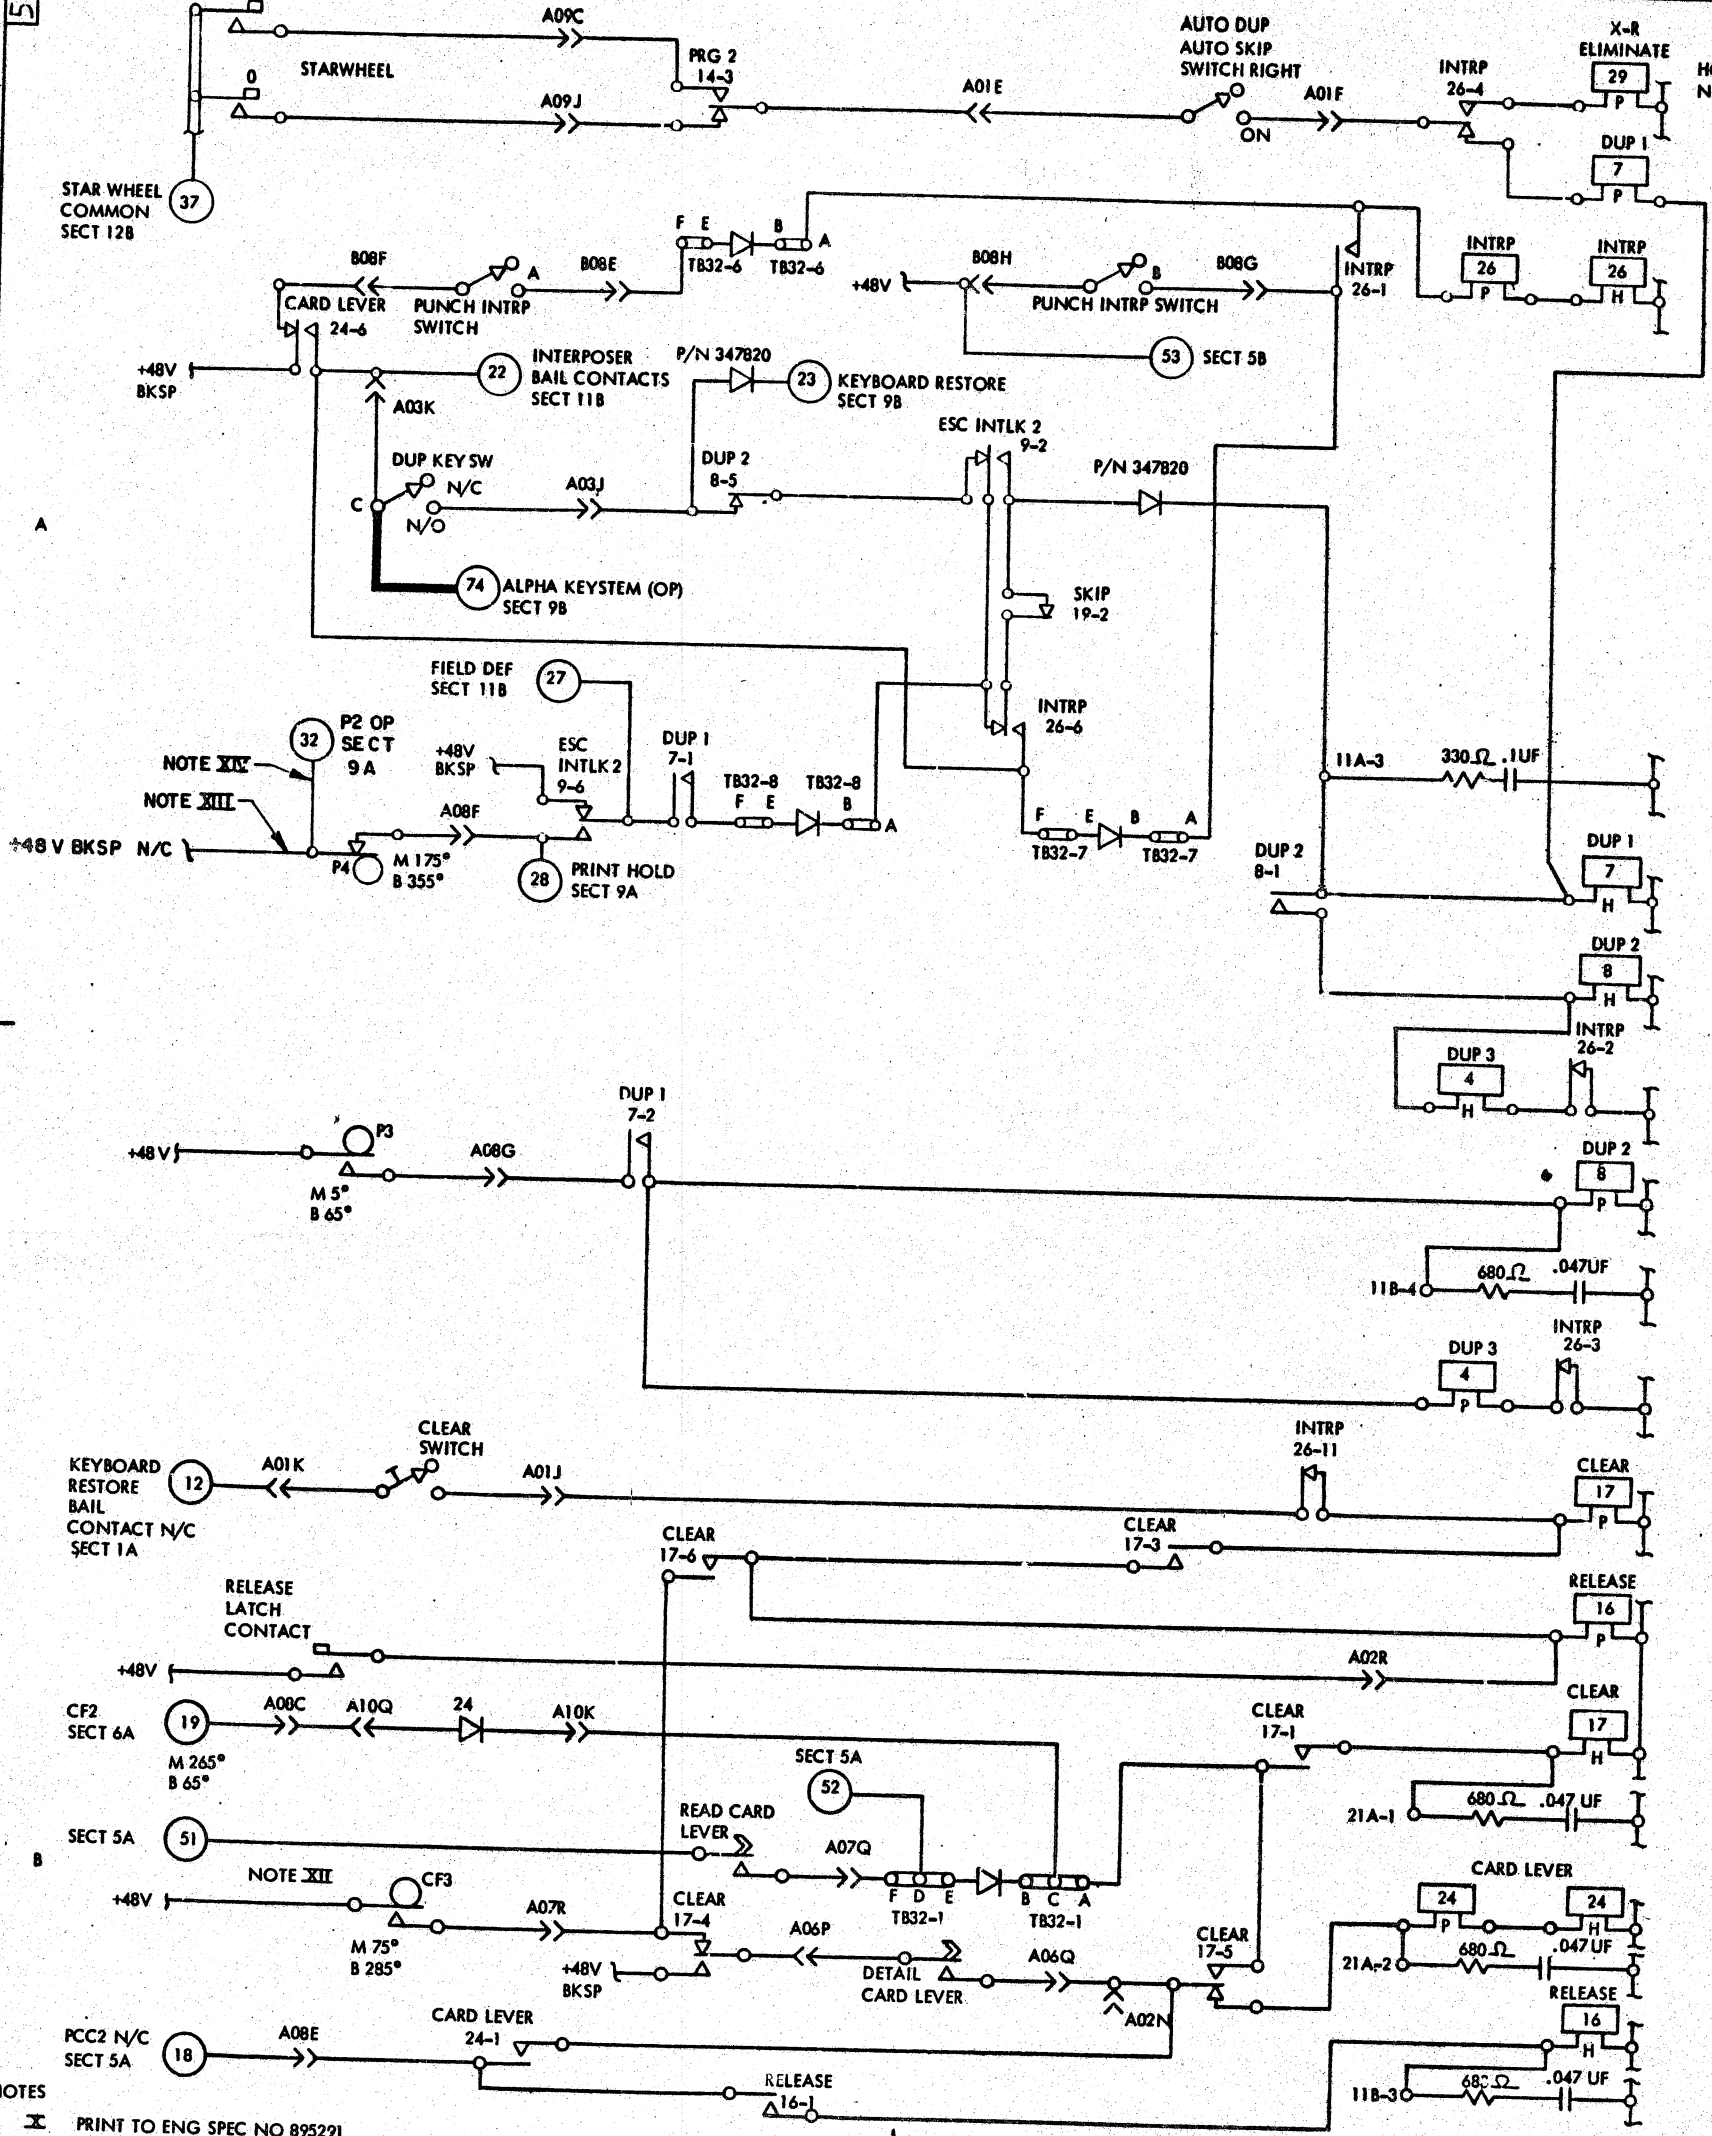 5
A09C
0
STARWHEEL
A09J
PRG 2
14-3
A01E
AUTO DUP
AUTO SKIP
SWITCH RIGHT
ON
A01F
INTRP
26-4
X-R
ELIMINATE
29
P
DUP 1
7
P
STAR WHEEL
COMMON
SECT 12B
37
B08F
CARD LEVER
24-6
PUNCH INTRP
SWITCH
A
B08E
F E
TB32-6
B
A
TB32-6
+48V
B08H
PUNCH INTRP SWITCH
B
B08G
INTRP
26-1
INTRP
26
P
INTRP
26
H
53
SECT 5B
+48V
BKSP
22
INTERPOSER
BAIL CONTACTS
SECT 11B
P/N 347820
23
KEYBOARD RESTORE
SECT 9B
A03K
DUP KEY SW
N/C
C
N/O
A03J
DUP 2
8-5
ESC INTLK 2
9-2
P/N 347820
A
74
ALPHA KEYSTEM (OP)
SECT 9B
SKIP
19-2
FIELD DEF
SECT 11B
27
INTRP
26-6
32
P2 OP
SECT
9A
NOTE XIV
NOTE XIII
+48V
BKSP
ESC
INTLK 2
9-6
DUP 1
7-1
TB32-8
F E
TB32-8
B
A
A08F
+48 V BKSP N/C
P4
M 175°
B 355°
28
PRINT HOLD
SECT 9A
F
E
B
A
TB32-7
TB32-7
11A-3
330Ω
.1UF
DUP 2
8-1
DUP 1
7
H
DUP 2
8
H
DUP 3
4
H
INTRP
26-2
DUP 1
7-2
+48V
P3
A08G
M 5°
B 65°
DUP 2
8
P
11B-4
680Ω
.047UF
DUP 3
4
P
INTRP
26-3
KEYBOARD
RESTORE
BAIL
CONTACT N/C
SECT 1A
12
A01K
CLEAR
SWITCH
A01J
INTRP
26-11
CLEAR
17
P
CLEAR
17-6
CLEAR
17-3
RELEASE
LATCH
CONTACT
+48V
A02R
RELEASE
16
P
CF2
SECT 6A
19
M 265°
B 65°
A08C
A10Q
24
A10K
CLEAR
17-1
CLEAR
17
H
SECT 5A
52
21A-1
680Ω
.047 UF
B
SECT 5A
51
READ CARD
LEVER
A07Q
F D E
TB32-1
B C A
TB32-1
NOTE XII
+48V
CF3
M 75°
B 285°
A07R
CLEAR
17-4
+48V
BKSP
A06P
DETAIL
CARD LEVER
A06Q
A02N
CLEAR
17-5
CARD LEVER
24
P
24
H
21A-2
680Ω
.047UF
PCC2 N/C
SECT 5A
18
A08E
CARD LEVER
24-1
RELEASE
16-1
RELEASE
16
H
11B-3
.047 UF
X PRINT TO ENG SPEC NO 895291